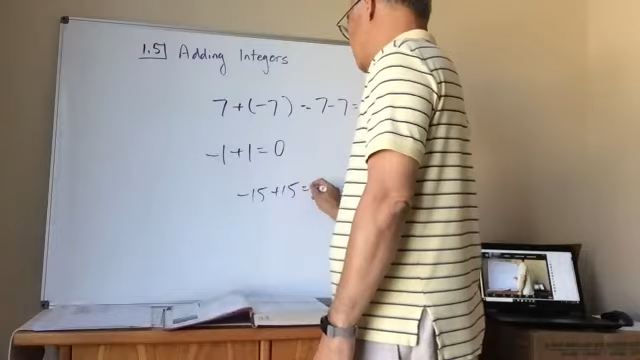 1.5 Adding Integers
7 + (-7) = 7-7 =
-1 + 1 = 0
-15 + 15 =